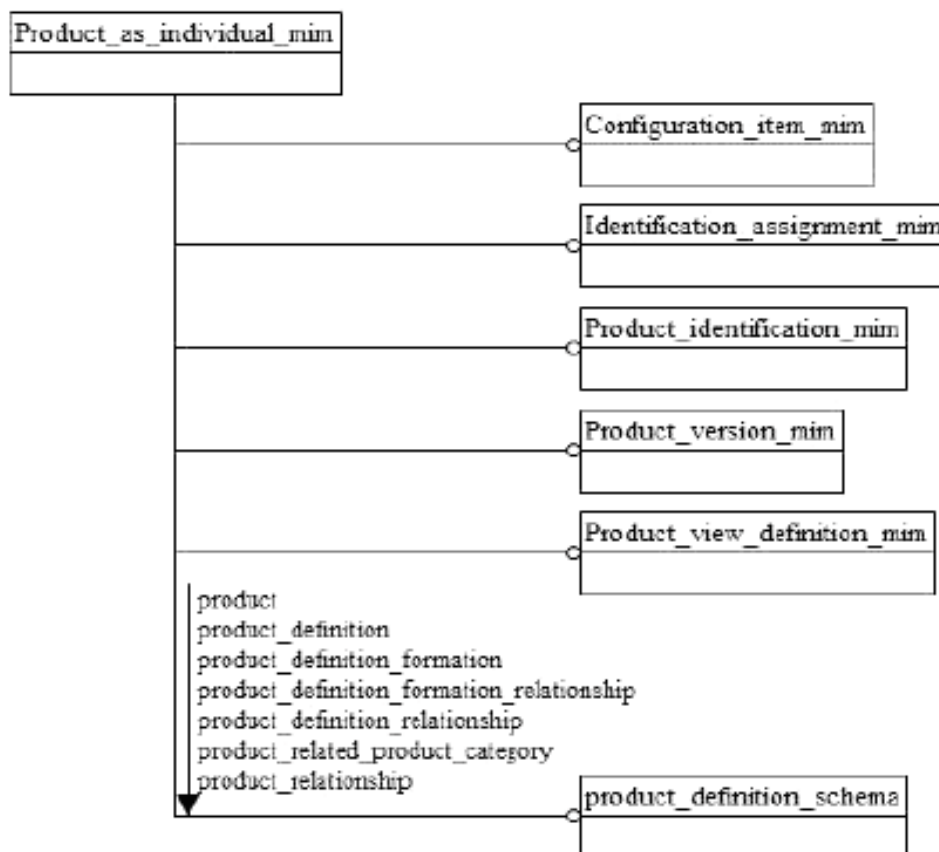 Product_as_individual_mim
Configuration_item_mim
Identification_assignment_mim
Product_identification_mim
Product_version_mim
Product_view_definition_mim
product
product_definition
product_definition_formation
product_definition_formation_relationship
product_definition_relationship
product_related_product_category
product_relationship
product_definition_schema